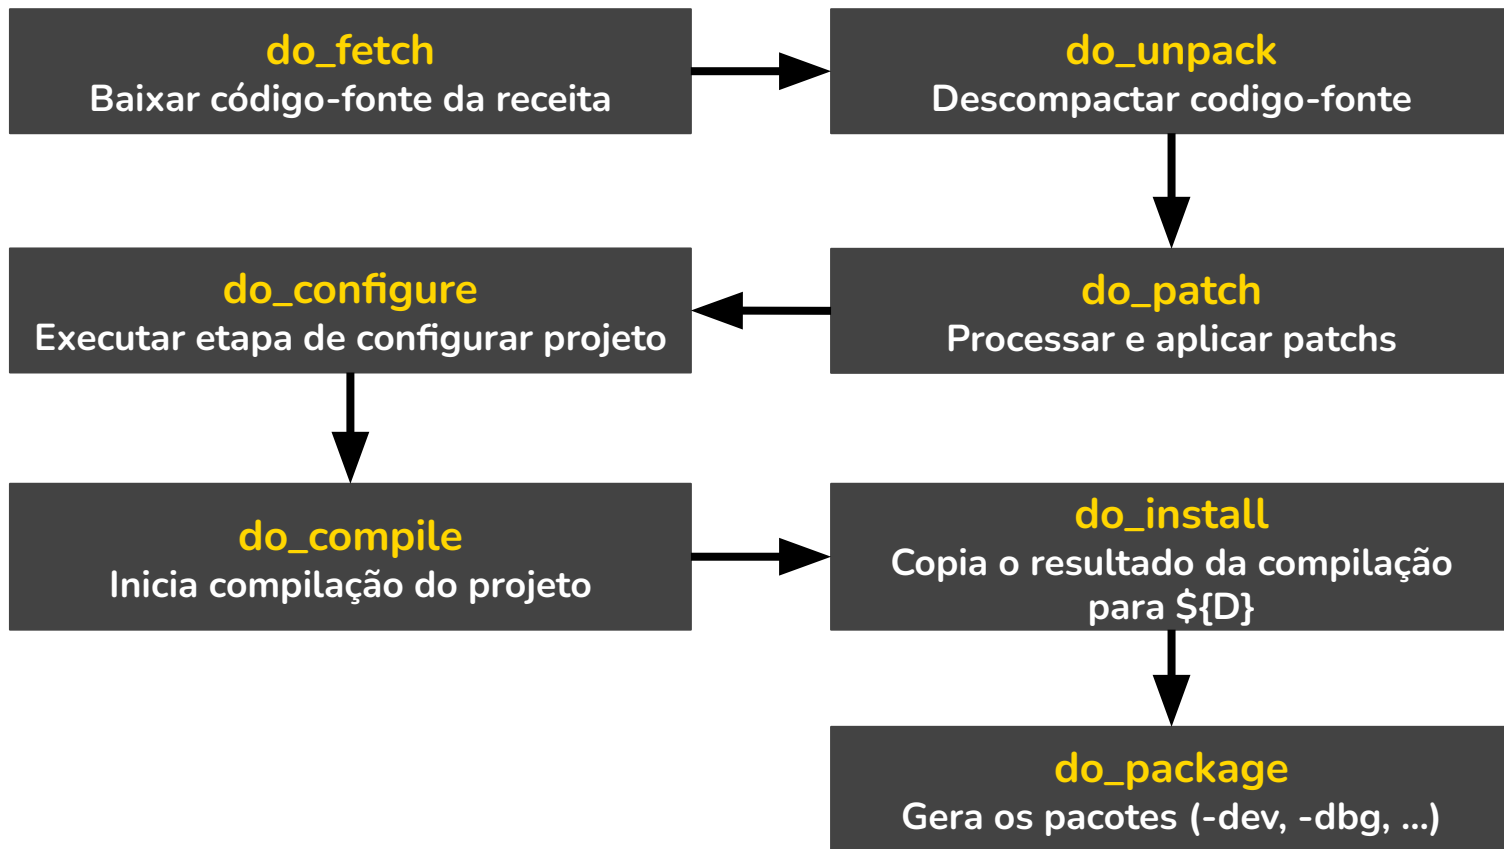 do_fetch
Baixar código-fonte da receita
do_unpack
Descompactar codigo-fonte
do_patch
Processar e aplicar patchs
do_configure
Executar etapa de configurar projeto
do_compile
Inicia compilação do projeto
do_install
Copia o resultado da compilação
para ${D}
do_package
Gera os pacotes (-dev, -dbg, ...)